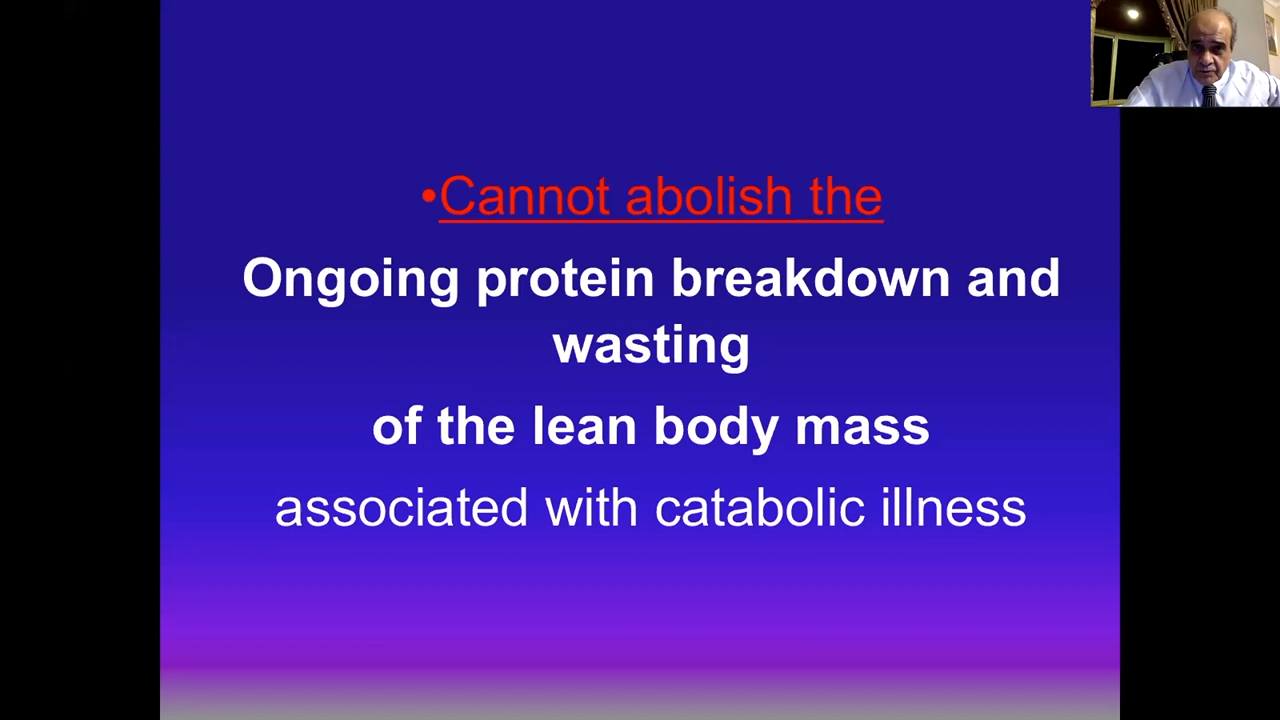 •Cannot abolish the
Ongoing protein breakdown and
wasting
of the lean body mass
associated with catabolic illness